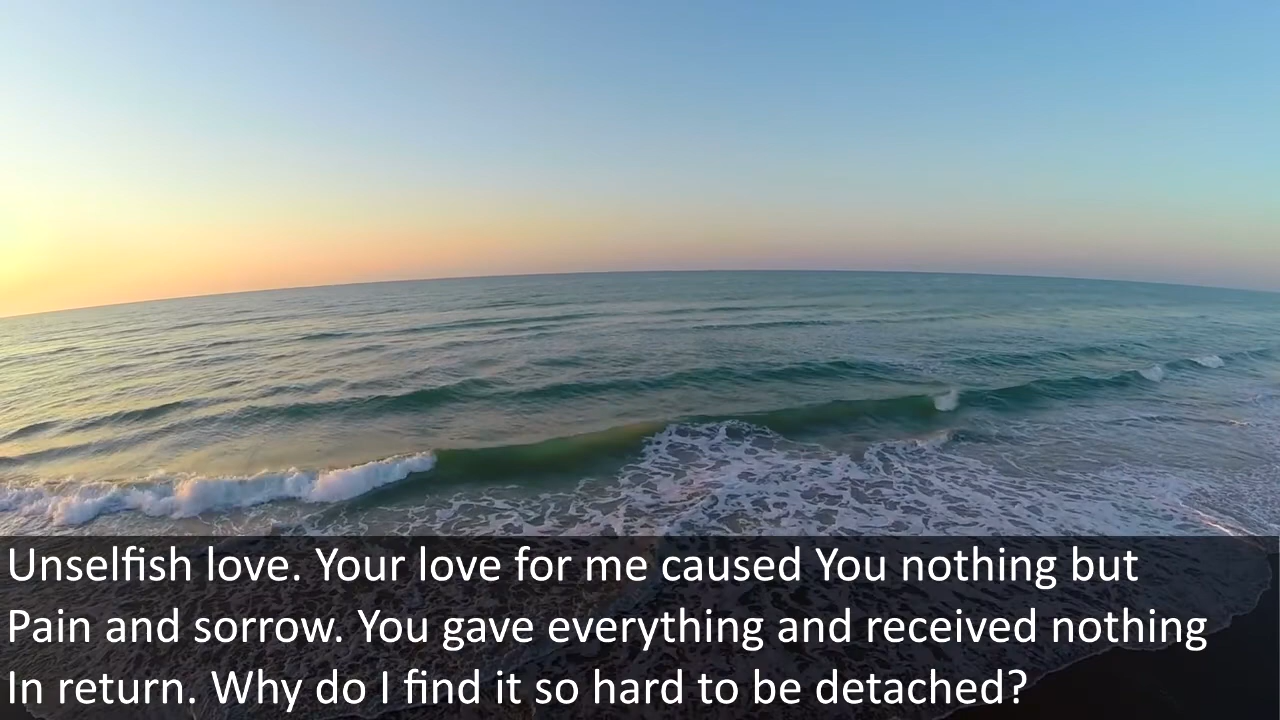 Unselfish love. Your love for me caused You nothing but
Pain and sorrow. You gave everything and received nothing
In return. Why do I find it so hard to be detached?